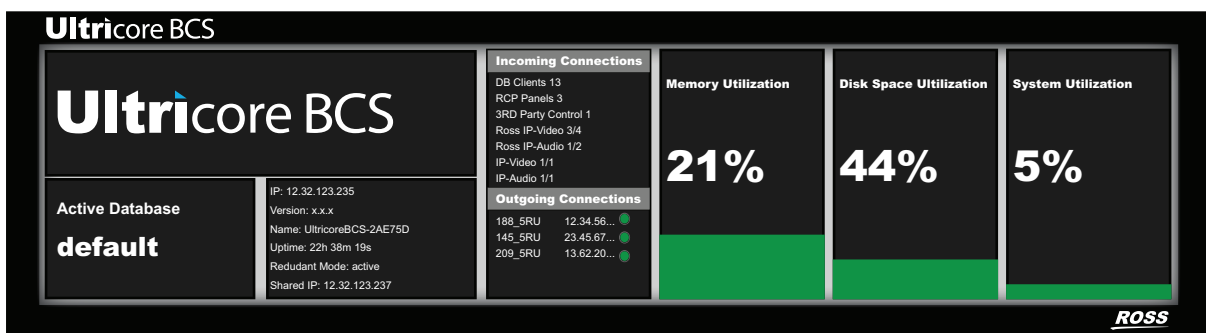 Ultricore BCS
Ultricore BCS
Active Database
default
IP: 12.32.123.235
Version: x.x.x
Name: UltricoreBCS-2AE75D
Uptime: 22h 38m 19s
Redudant Mode: active
Shared IP: 12.32.123.237
Incoming Connections
DB Clients 13
RCP Panels 3
3RD Party Control 1
Ross IP-Video 3/4
Ross IP-Audio 1/2
IP-Video 1/1
IP-Audio 1/1
Outgoing Connections
188_5RU 12.34.56...
145_5RU 23.45.67...
209_5RU 13.62.20...
Memory Utilization
21%
Disk Space Ultilization
44%
System Utilization
5%
ROSS